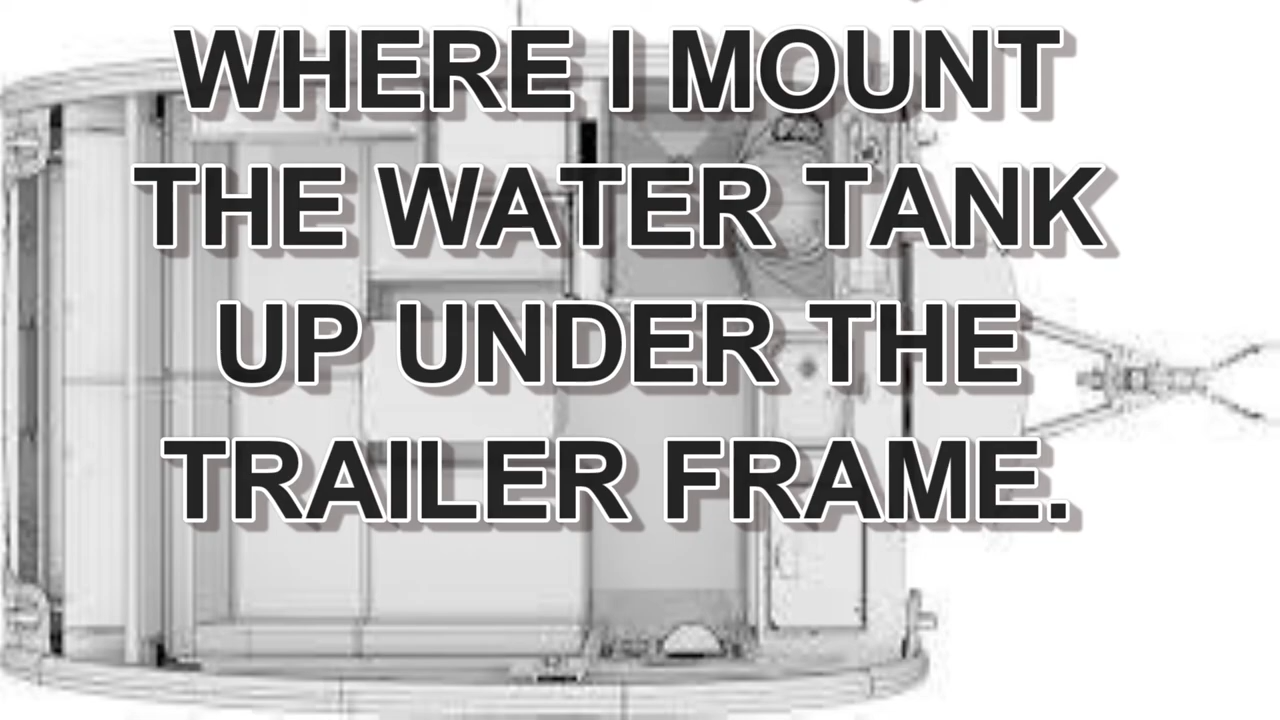 WHERE I MOUNT
THE WATER TANK
UP UNDER THE
TRAILER FRAME.